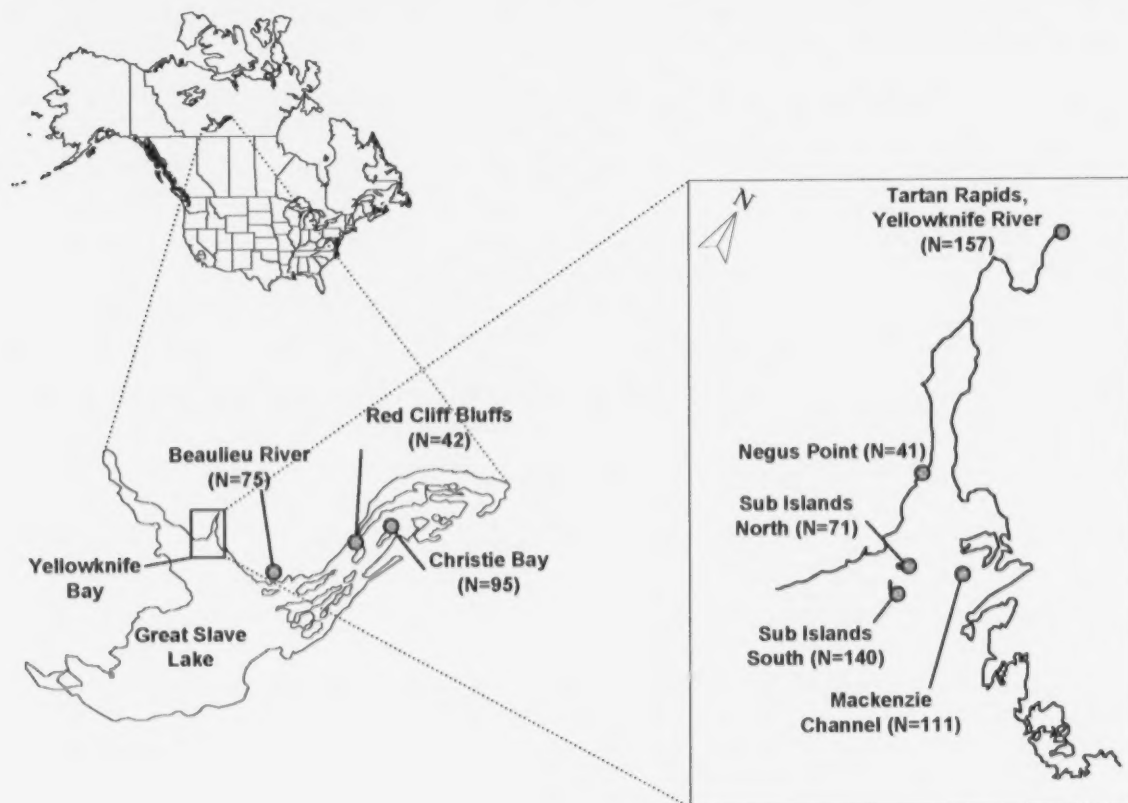 Red Cliff Bluffs
(N=42)
Beaulieu River
(N=75)
Yellowknife
Bay
Christie Bay
(N=95)
Great Slave
Lake
N
Tartan Rapids,
Yellowknife River
(N=157)
Negus Point (N=41)
Sub Islands
North (N=71)
Sub Islands
South (N=140)
Mackenzie
Channel (N=111)